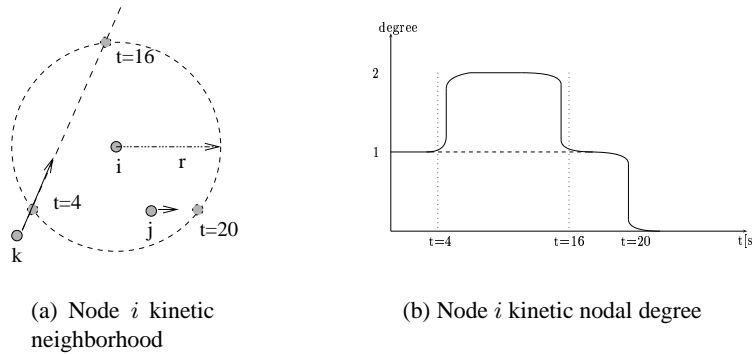 t=16
i
r
t=4
j
t=20
k
degree
2
1
t=4
t=16
t=20
t[s
(a) Node i kinetic
neighborhood
(b) Node i kinetic nodal degree